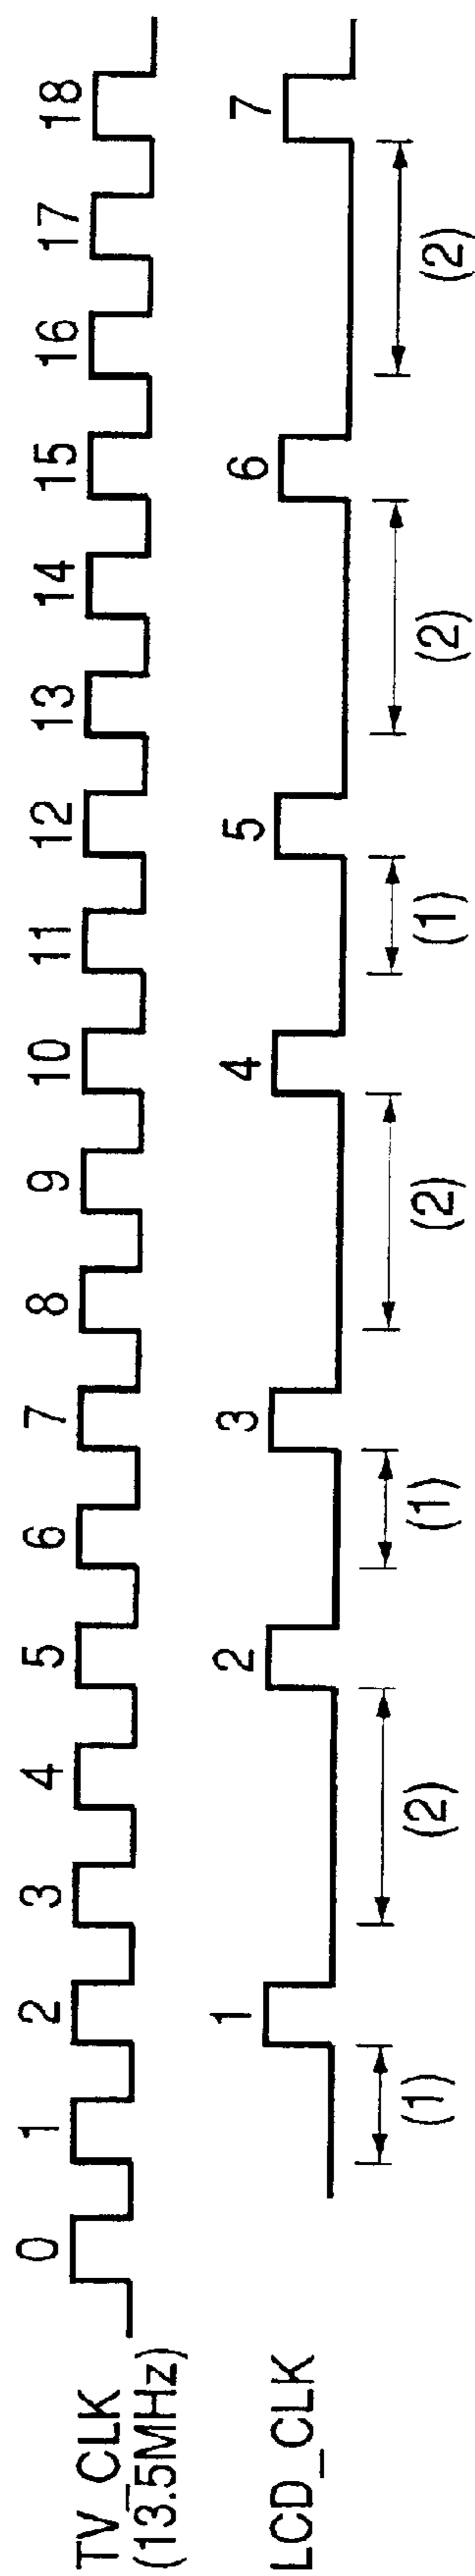 TV_CLK
(13.5MHz)
0 1 2 3 4 5 6 7 8 9 10 11 12 13 14 15 16 17 18
LCD_CLK
1 2 3 4 5 6 7
(1) (2) (1) (2) (1) (2) (2)